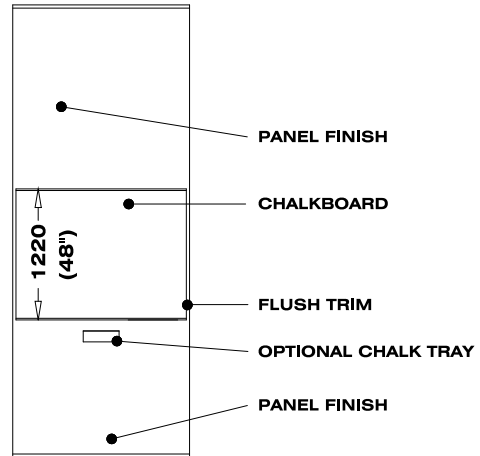 PANEL FINISH
CHALKBOARD
1220
(48")
FLUSH TRIM
OPTIONAL CHALK TRAY
PANEL FINISH